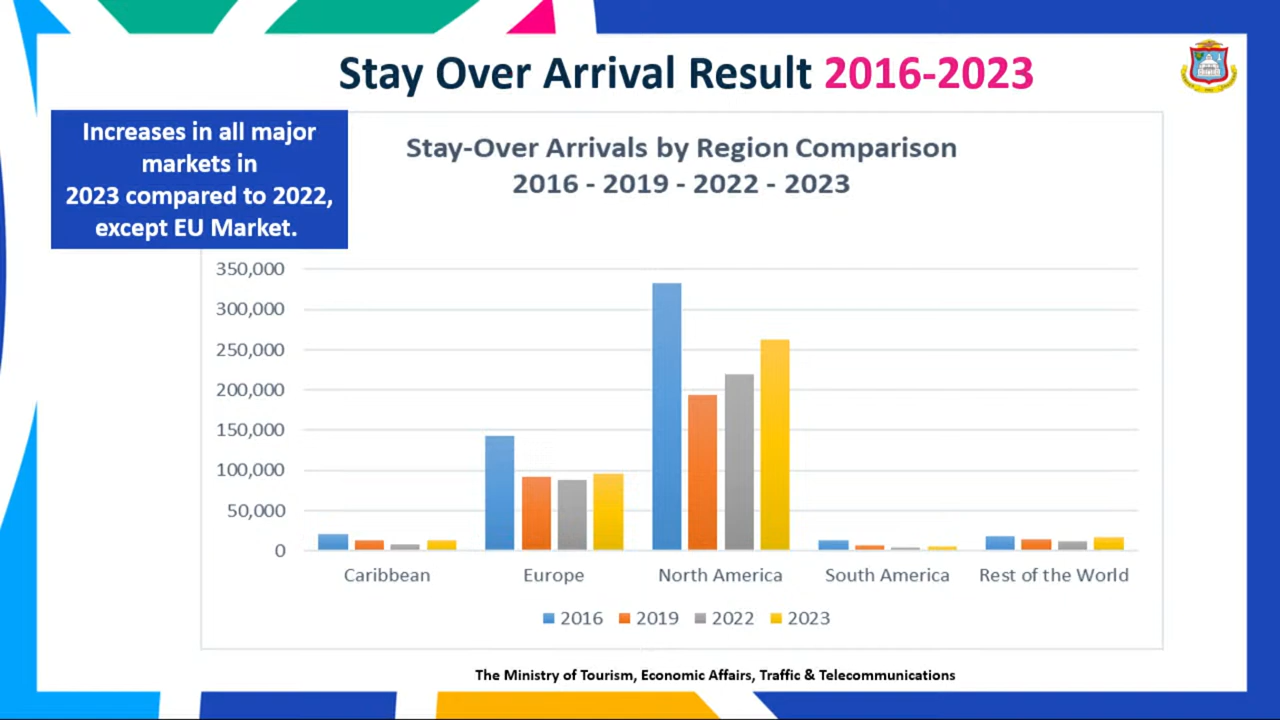 Stay Over Arrival Result 2016-2023
Increases in all major
markets in
2023 compared to 2022,
except EU Market.
Stay-Over Arrivals by Region Comparison
2016 - 2019 - 2022 - 2023
350,000
300,000
250,000
200,000
150,000
100,000
50,000
0
Caribbean Europe North America South America Rest of the World
2016 2019 2022 2023
The Ministry of Tourism, Economic Affairs, Traffic & Telecommunications